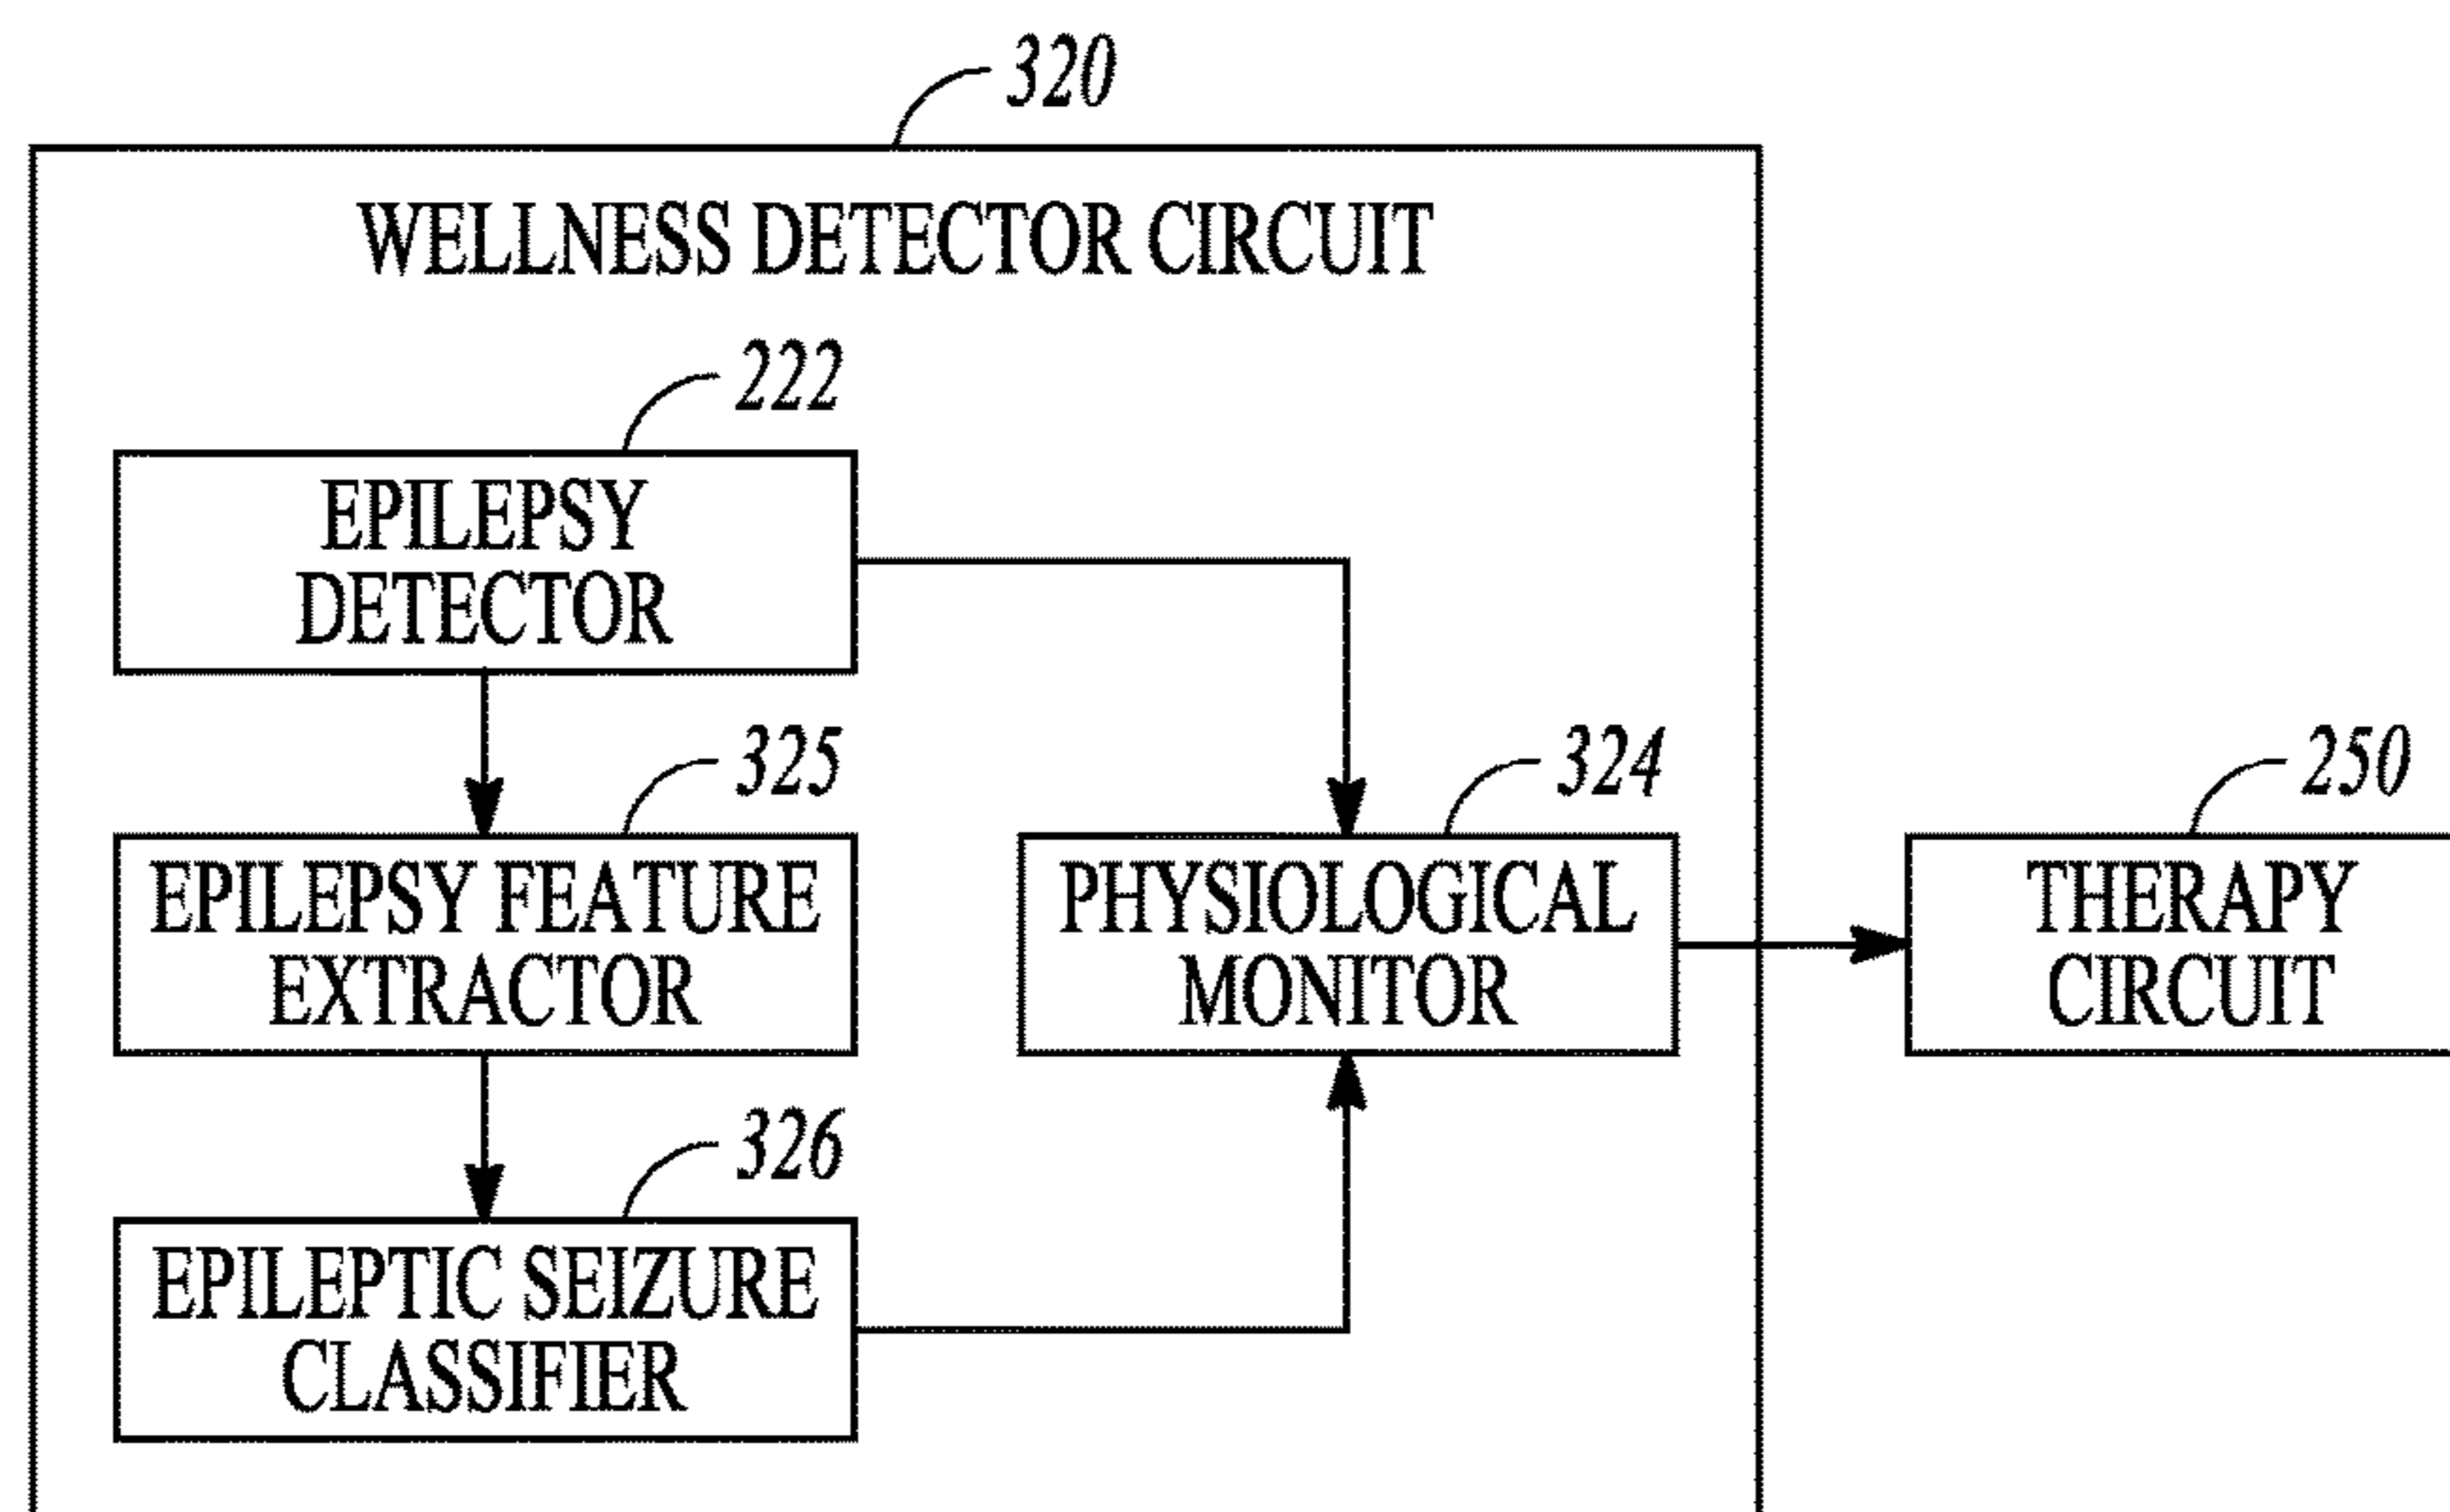 320
WELLNESS DETECTOR CIRCUIT
222
EPILEPSY
DETECTOR
325
EPILEPSY FEATURE
EXTRACTOR
324
PHYSIOLOGICAL
MONITOR
250
THERAPY
CIRCUIT
326
EPILEPTIC SEIZURE
CLASSIFIER